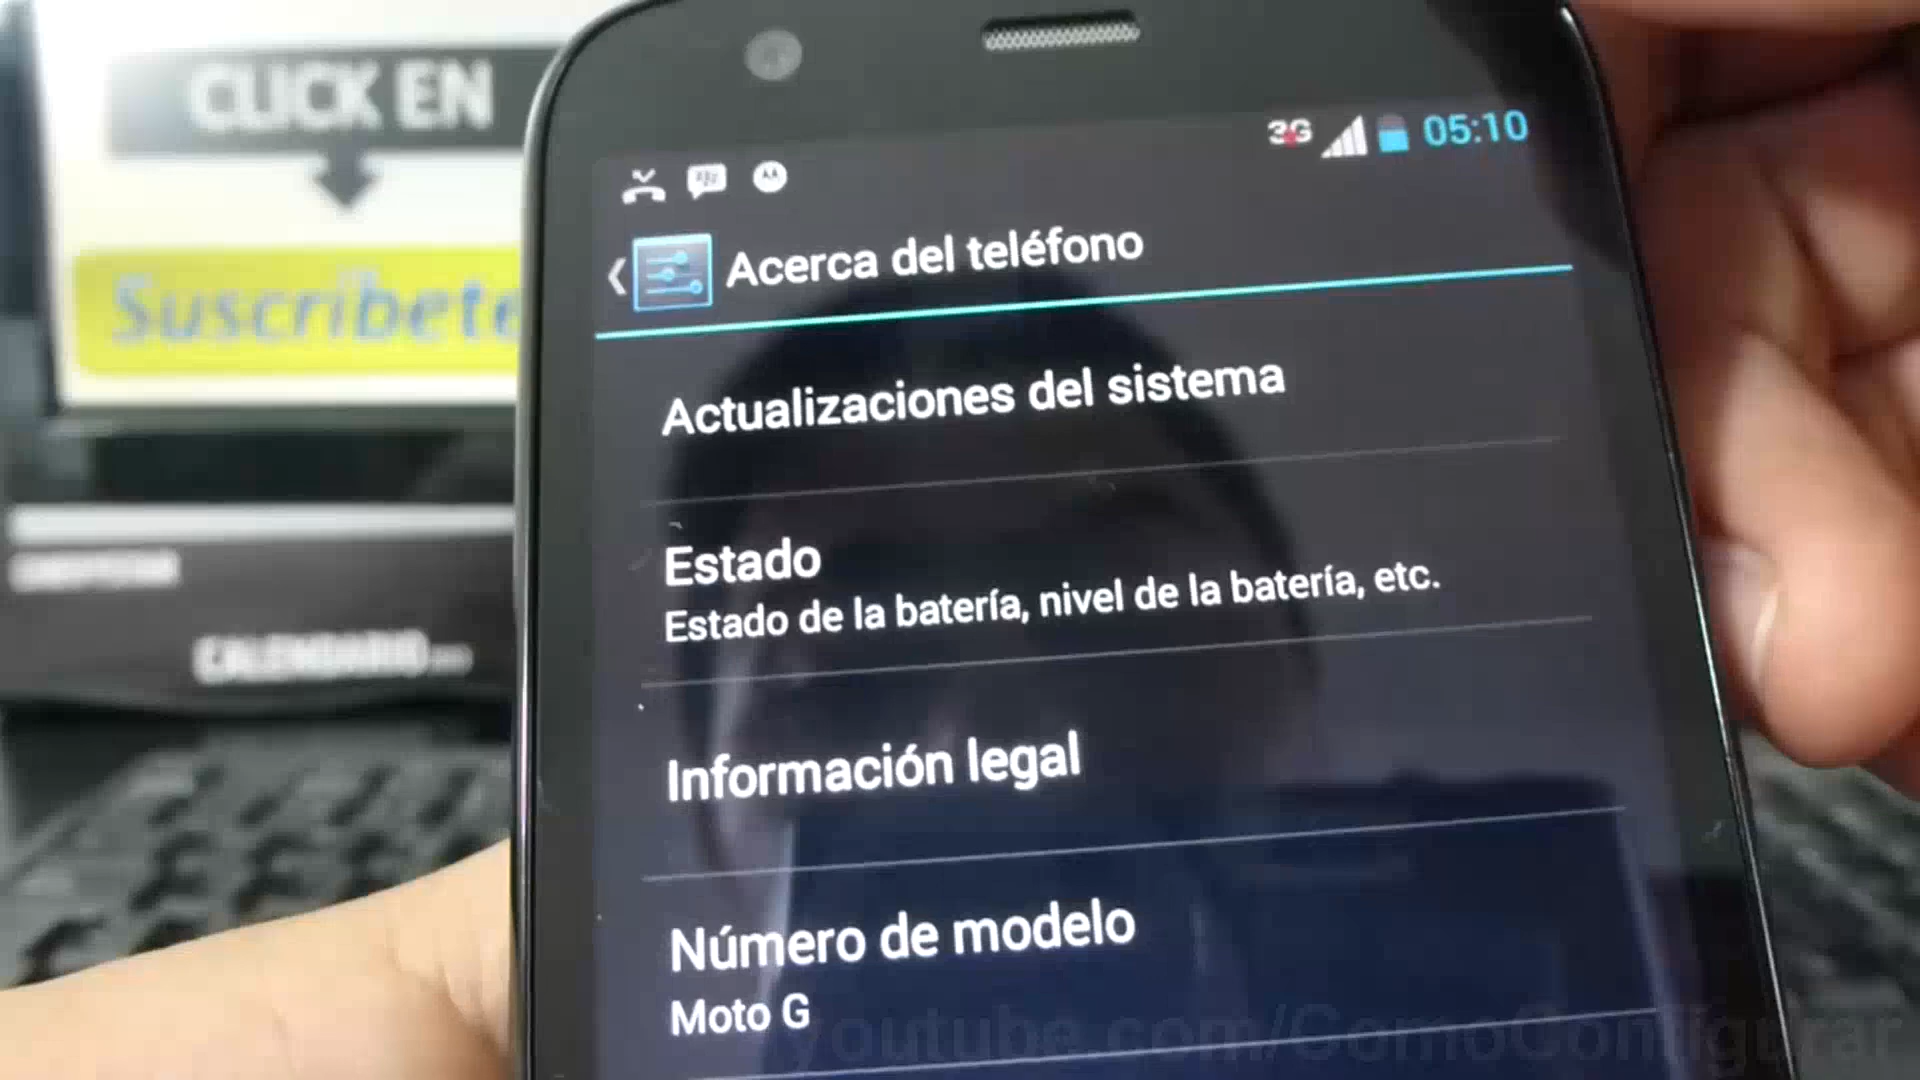 CLICK EN
Suscribete
CALENDARIO...
3G 05:10
Acerca del teléfono
Actualizaciones del sistema
Estado
Estado de la batería, nivel de la batería, etc.
Información legal
Número de modelo
Moto G
youtube.com/ComoConfigurar